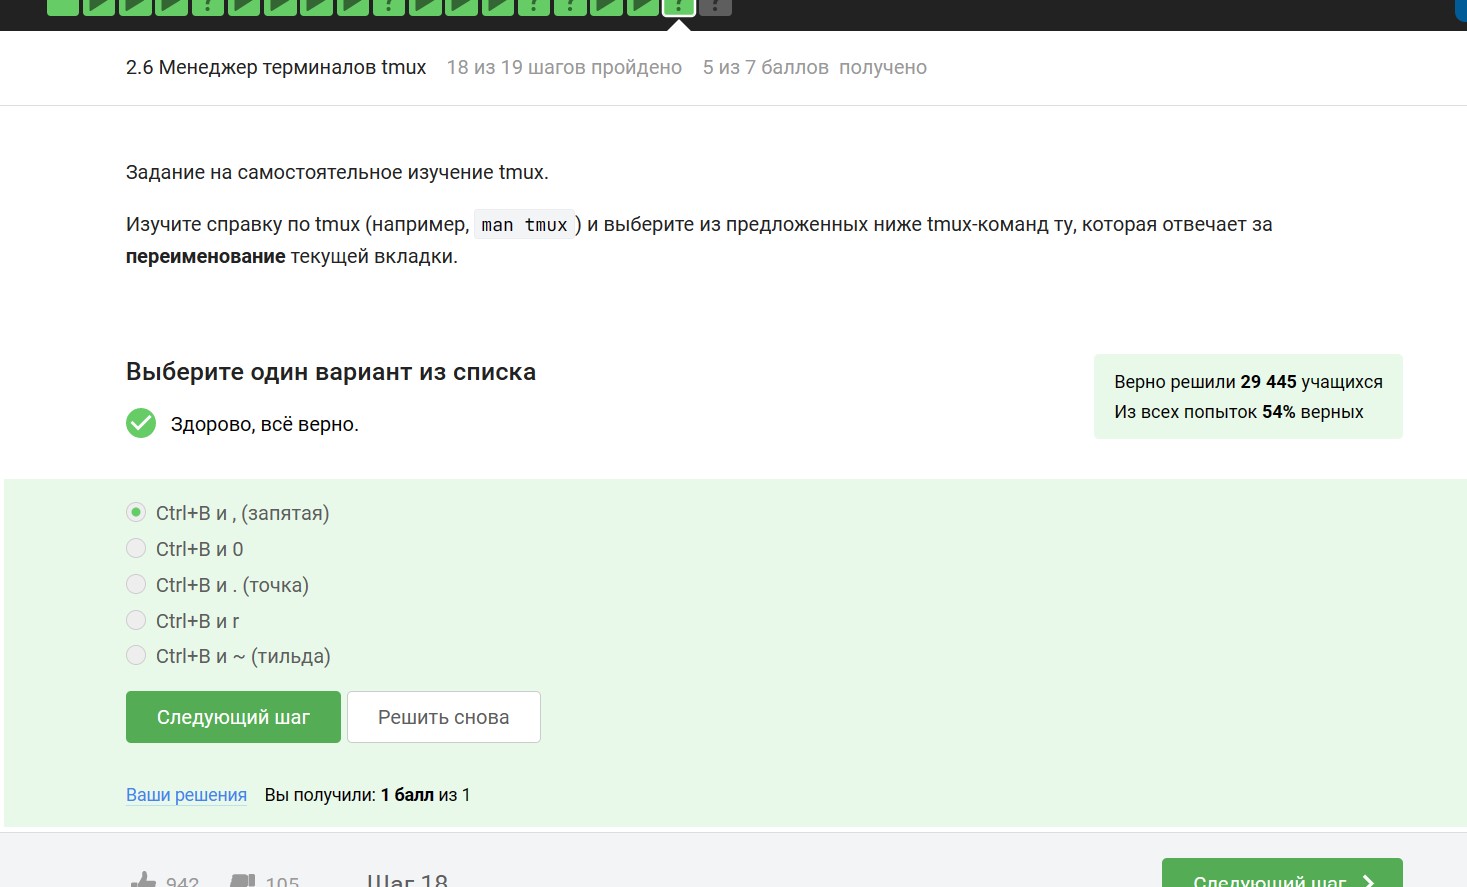 2.6 Менеджер терминалов tmux 18 из 19 шагов пройдено 5 из 7 баллов получено
Задание на самостоятельное изучение tmux.
Изучите справку по tmux (например, man tmux) и выберите из предложенных ниже tmux-команд ту, которая отвечает за
переименование текущей вкладки.
Выберите один вариант из списка
Здорово, всё верно.
Верно решили 29 445 учащихся
Из всех попыток 54% верных
Ctrl+B и , (запятая)
Ctrl+B и 0
Ctrl+B и . (точка)
Ctrl+B и r
Ctrl+B и ~ (тильда)
Следующий шаг
Решить снова
Ваши решения Вы получили: 1 балл из 1
942 105 Шаг 18
Следующий шаг